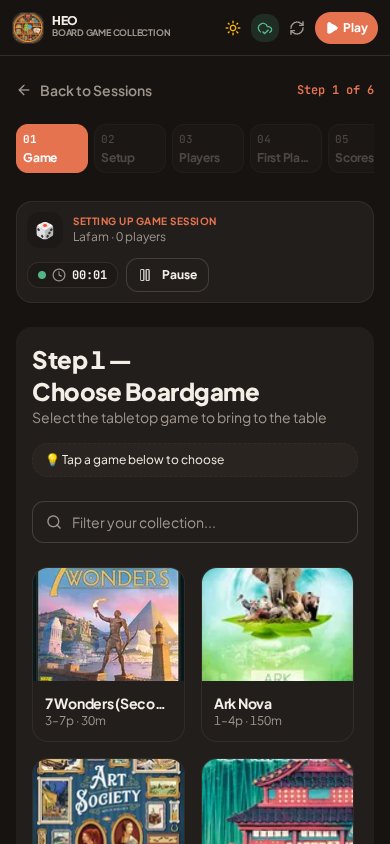 HEO
BOARD GAME COLLECTION
Play
Back to Sessions
Step 1 of 6
01
Game
02
Setup
03
Players
04
First Pla...
05
Scores
SETTING UP GAME SESSION
Lafam · 0 players
00:01
Pause
Step 1 —
Choose Boardgame
Select the tabletop game to bring to the table
💡 Tap a game below to choose
Filter your collection...
7 WONDERS
ARK
7 Wonders (Seco...
3–7p · 30m
Ark Nova
1–4p · 150m
ART
SOCIETY